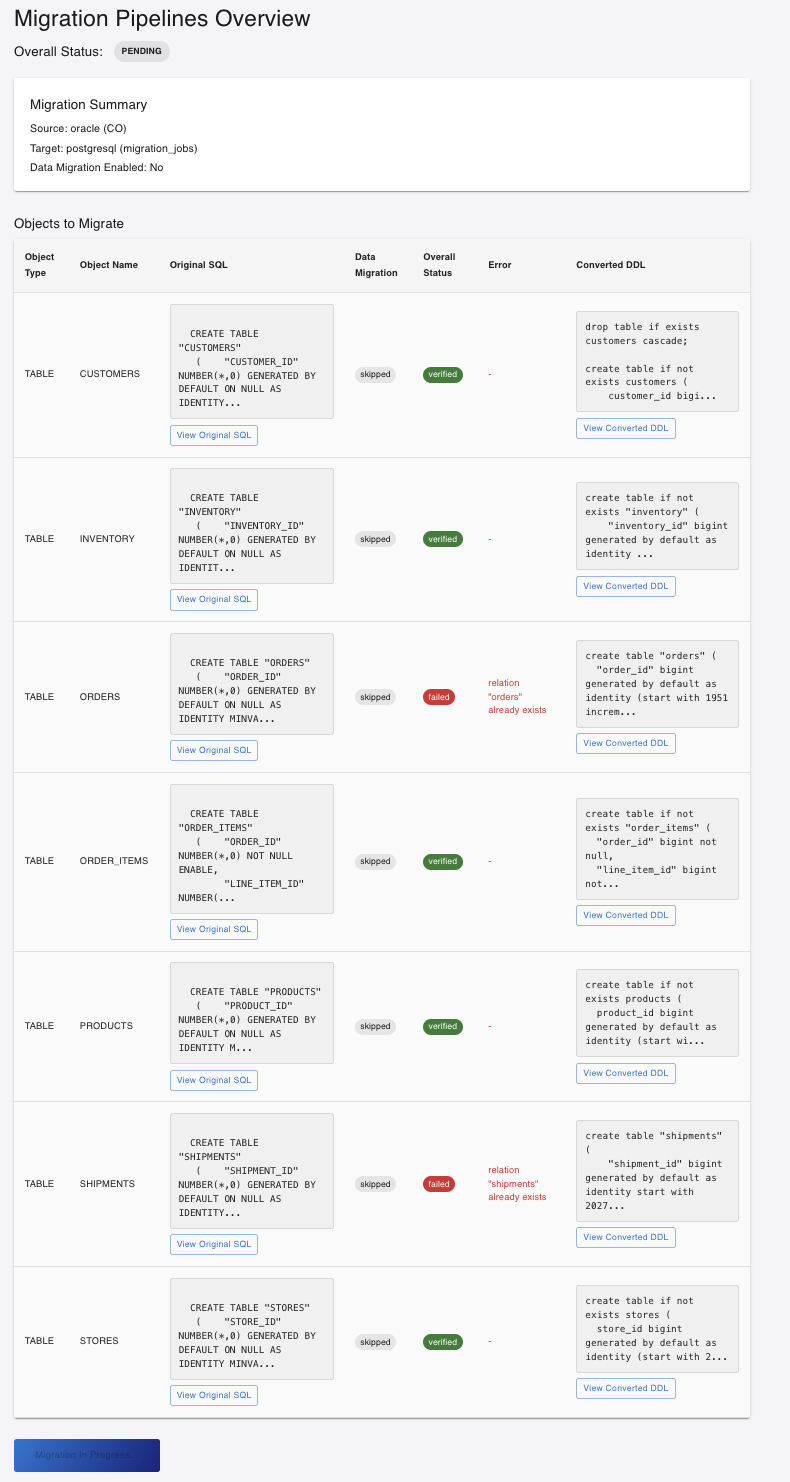 Migration Pipelines Overview
Overall Status: PENDING
Migration Summary
Source: oracle (CO)
Target: postgresql (migration_jobs)
Data Migration Enabled: No
Objects to Migrate
Object Type
Object Name
Original SQL
Data Migration
Overall Status
Error
Converted DDL
TABLE
CUSTOMERS
CREATE TABLE
"CUSTOMERS"
( "CUSTOMER_ID"
NUMBER(*,0) GENERATED BY
DEFAULT ON NULL AS
IDENTITY...
View Original SQL
skipped
verified
-
drop table if exists
customers cascade;
create table if not
exists customers (
customer_id bigi...
View Converted DDL
TABLE
INVENTORY
CREATE TABLE
"INVENTORY"
( "INVENTORY_ID"
NUMBER(*,0) GENERATED BY
DEFAULT ON NULL AS
IDENTIT...
View Original SQL
skipped
verified
-
create table if not
exists "inventory" (
"inventory_id" bigint
generated by default as
identity ...
View Converted DDL
TABLE
ORDERS
CREATE TABLE "ORDERS"
( "ORDER_ID"
NUMBER(*,0) GENERATED BY
DEFAULT ON NULL AS
IDENTITY MINVA...
View Original SQL
skipped
failed
relation
"orders"
already exists
create table "orders" (
"order_id" bigint
generated by default as
identity (start with 1951
increm...
View Converted DDL
TABLE
ORDER_ITEMS
CREATE TABLE
"ORDER_ITEMS"
( "ORDER_ID"
NUMBER(*,0) NOT NULL
ENABLE,
"LINE_ITEM_ID"
NUMBER(...
View Original SQL
skipped
verified
-
create table if not
exists "order_items" (
"order_id" bigint not
null,
"line_item_id" bigint
not...
View Converted DDL
TABLE
PRODUCTS
CREATE TABLE "PRODUCTS"
( "PRODUCT_ID"
NUMBER(*,0) GENERATED BY
DEFAULT ON NULL AS
IDENTITY M...
View Original SQL
skipped
verified
-
create table if not
exists products (
product_id bigint
generated by default as
identity (start wi...
View Converted DDL
TABLE
SHIPMENTS
CREATE TABLE
"SHIPMENTS"
( "SHIPMENT_ID"
NUMBER(*,0) GENERATED BY
DEFAULT ON NULL AS
IDENTITY...
View Original SQL
skipped
failed
relation
"shipments"
already exists
create table "shipments"
(
"shipment_id" bigint
generated by default as
identity start with
2027...
View Converted DDL
TABLE
STORES
CREATE TABLE "STORES"
( "STORE_ID"
NUMBER(*,0) GENERATED BY
DEFAULT ON NULL AS
IDENTITY MINVA...
View Original SQL
skipped
verified
-
create table if not
exists stores (
store_id bigint
generated by default as
identity (start with 2...
View Converted DDL
Migration In Progress...